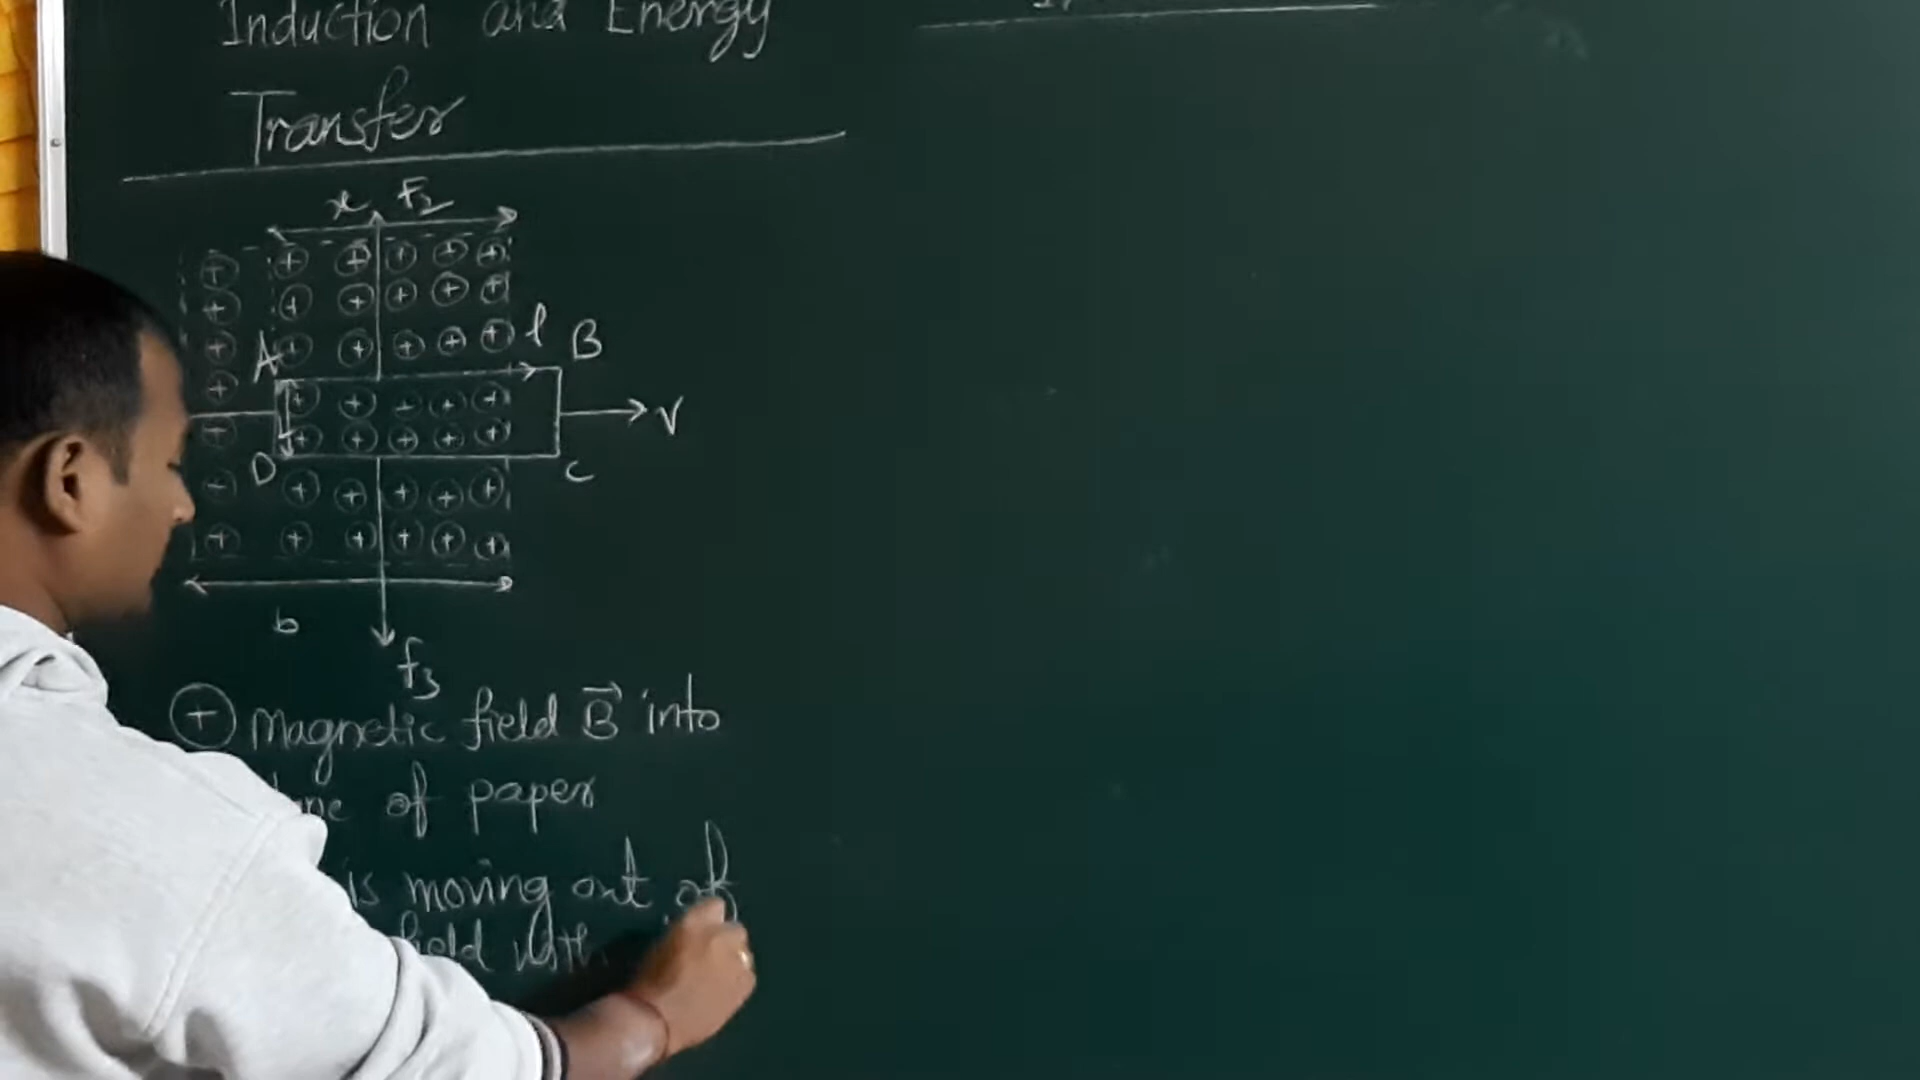 Induction and Energy
Transfer
x F2
l
A B
V
D C
b
f3
(+) Magnetic field B⃗ into
of paper
is moving out of
field with